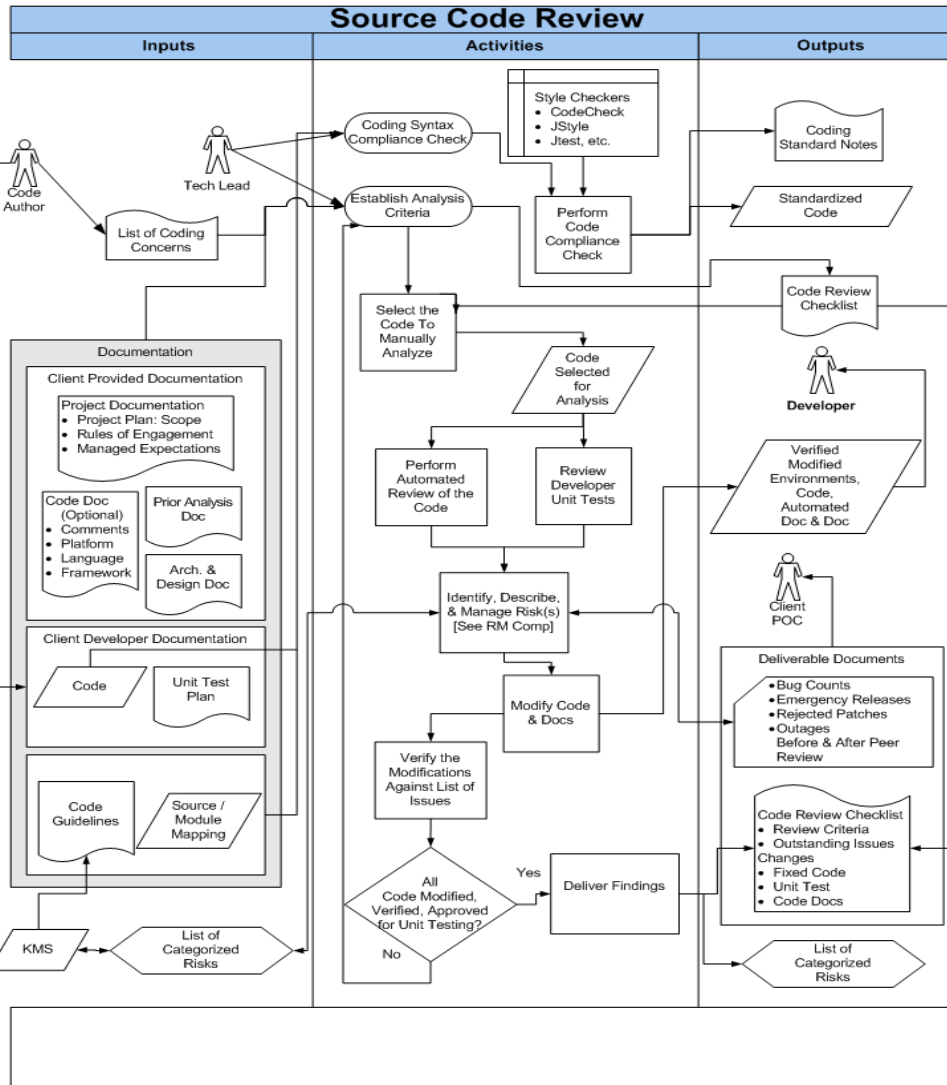 Source Code Review
Inputs
Activities
Outputs
Code
Author
Tech Lead
List of Coding
Concerns
Coding Syntax
Compliance Check
Establish Analysis
Criteria
Style Checkers
• CodeCheck
• JStyle
• Jtest, etc.
Perform
Code
Compliance
Check
Coding
Standard Notes
Standardized
Code
Code Review
Checklist
Select the
Code To
Manually
Analyze
Code
Selected
for
Analysis
Developer
Documentation
Client Provided Documentation
Project Documentation
• Project Plan: Scope
• Rules of Engagement
• Managed Expectations
Code Doc
(Optional)
• Comments
• Platform
• Language
• Framework
Prior Analysis
Doc
Arch. &
Design Doc
Perform
Automated
Review of the
Code
Review
Developer
Unit Tests
Verified
Modified
Environments,
Code,
Automated
Doc & Doc
Identify, Describe,
& Manage Risk(s)
[See RM Comp]
Client
POC
Client Developer Documentation
Code
Unit Test
Plan
Modify Code
& Docs
Deliverable Documents
•Bug Counts
•Emergency Releases
•Rejected Patches
•Outages
Before & After Peer
Review
Verify the
Modifications
Against List of
Issues
Code
Guidelines
Source /
Module
Mapping
Code Review Checklist
• Review Criteria
• Outstanding Issues
Changes
• Fixed Code
• Unit Test
• Code Docs
All
Code Modified,
Verified, Approved
for Unit Testing?
Yes
No
Deliver Findings
KMS
List of
Categorized
Risks
List of
Categorized
Risks